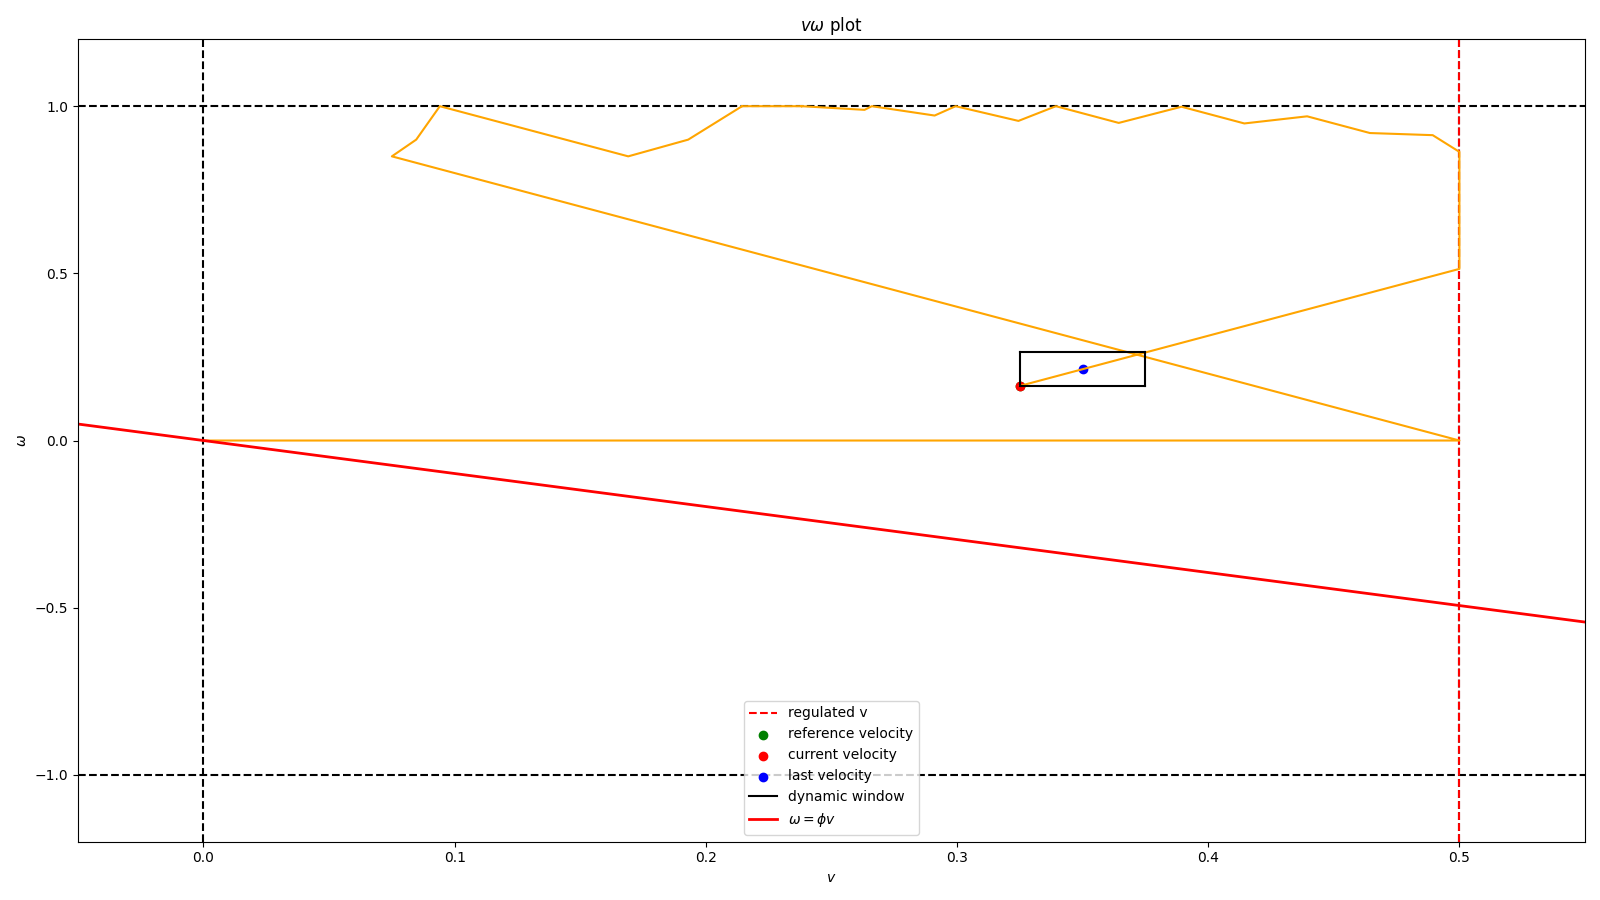 vω plot
1.0
0.5
0.0
−0.5
−1.0
ω
regulated v
reference velocity
current velocity
last velocity
dynamic window
ω = ϕv
0.0 0.1 0.2 0.3 0.4 0.5
v